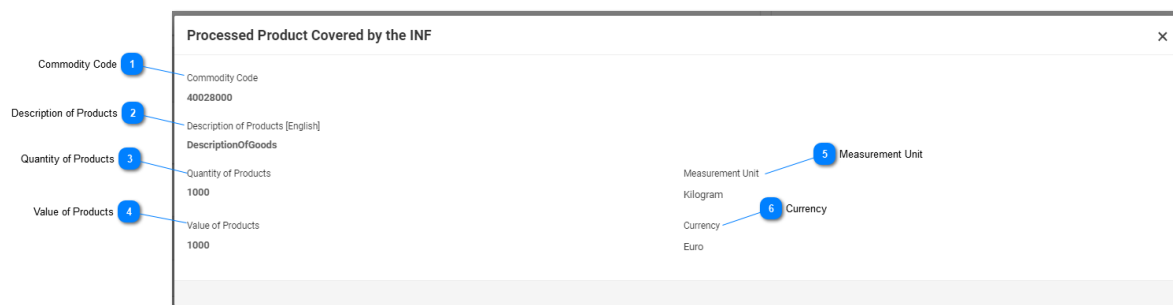 Processed Product Covered by the INF ×
Commodity Code 1
Commodity Code
40028000
Description of Products 2
Description of Products [English]
DescriptionOfGoods
Quantity of Products 3
Quantity of Products
1000
5 Measurement Unit
Measurement Unit
Kilogram
Value of Products 4
Value of Products
1000
6 Currency
Currency
Euro